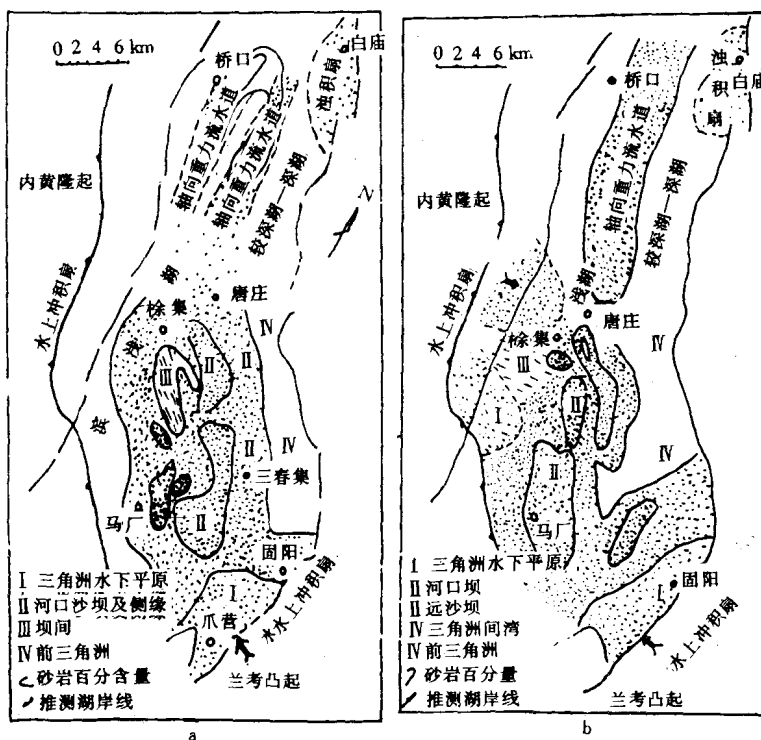 0 2 4 6 km
桥口
白庙
浊积扇
轴向重力流水道
轴向重力流水道
较深湖—深湖
N
内黄隆起
水上冲积扇
浅湖
滨
唐庄
徐集
Ⅳ
Ⅲ
Ⅱ
Ⅱ
Ⅱ
Ⅳ
三春集
马厂
Ⅱ
固阳
Ⅰ
爪营
水水上冲积扇
兰考凸起
Ⅰ 三角洲水下平原
Ⅱ 河口沙坝及侧缘
Ⅲ 坝间
Ⅳ 前三角洲
砂岩百分含量
推测湖岸线
a
0 2 4 6 km
桥口
浊积扇
白庙
轴向重力流水道
较深湖—深湖
内黄隆起
水上冲积扇
浅湖
唐庄
徐集
Ⅳ
Ⅲ
Ⅱ
Ⅱ
Ⅰ
Ⅳ
Ⅱ
马厂
固阳
Ⅰ
水上冲积扇
兰考凸起
1 三角洲水下平原
Ⅱ 河口坝
Ⅱ 远沙坝
Ⅳ 三角洲间湾
Ⅳ 前三角洲
砂岩百分含量
推测湖岸线
b